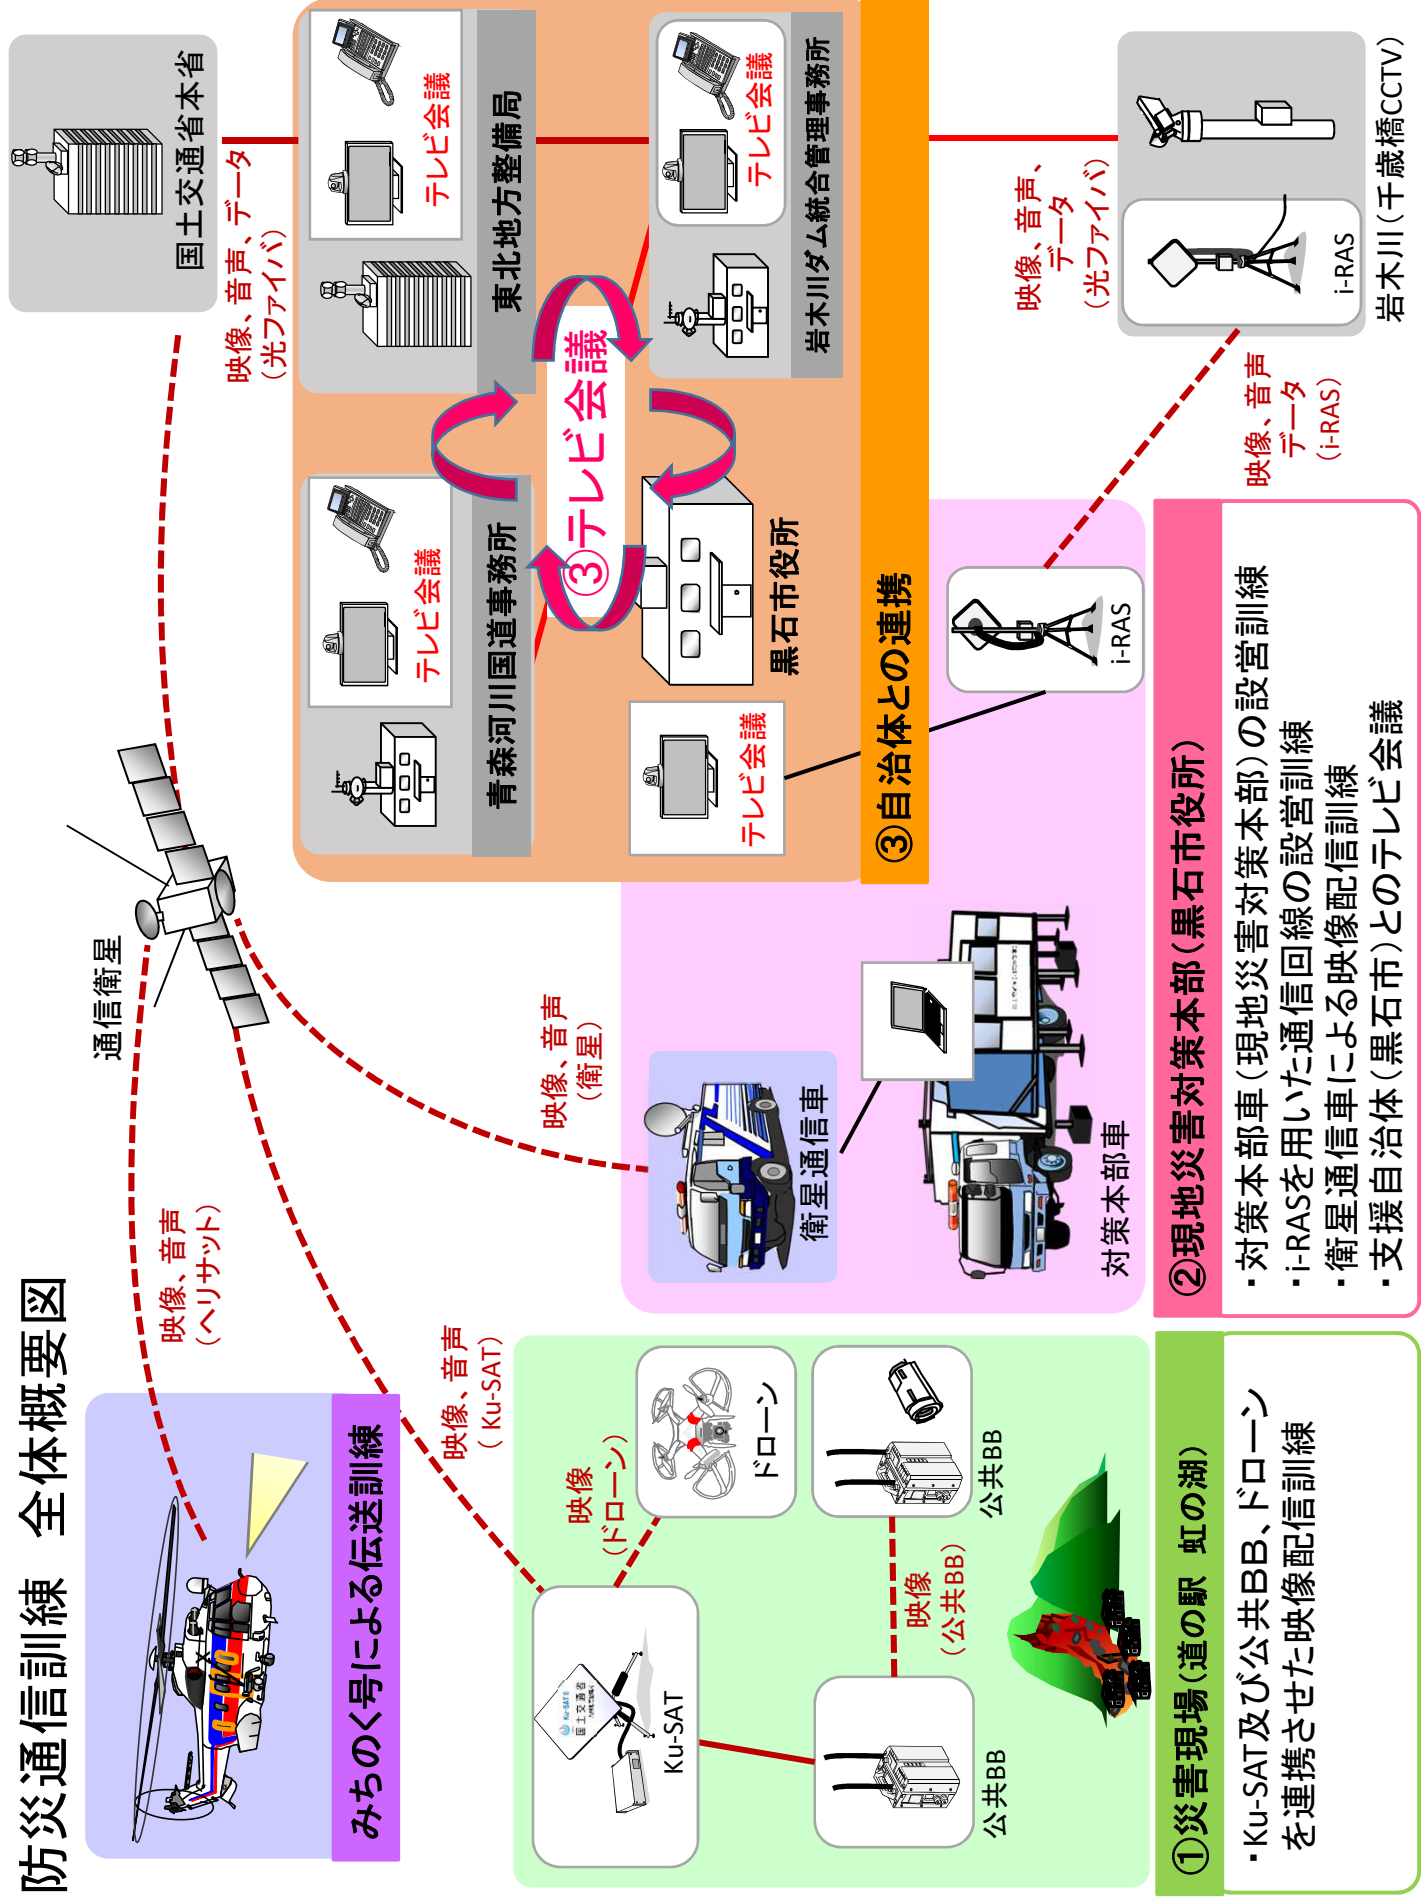 防災通信訓練　全体概要図
みちのく号による伝送訓練
映像、音声
（ヘリサット）
通信衛星
国土交通省本省
映像、音声、データ
（光ファイバ）
映像、音声
（ Ku-SAT）
映像、音声
（衛星）
Ku-SATⅡ
国土交通省
Ku-SAT
映像
（ドローン）
ドローン
公共BB
映像
（公共BB）
公共BB
①災害現場（道の駅　虹の湖）
・Ku-SAT及び公共BB、ドローン
を連携させた映像配信訓練
衛星通信車
対策本部車
②現地災害対策本部（黒石市役所）
・対策本部車（現地災害対策本部）の設営訓練
・i-RASを用いた通信回線の設営訓練
・衛星通信車による映像配信訓練
・支援自治体（黒石市）とのテレビ会議
テレビ会議
青森河川国道事務所
テレビ会議
東北地方整備局
③テレビ会議
テレビ会議
黒石市役所
テレビ会議
岩木川ダム統合管理事務所
③自治体との連携
i-RAS
映像、音声、
データ
（光ファイバ）
映像、音声
データ
（i-RAS）
i-RAS
岩木川（千歳橋CCTV）